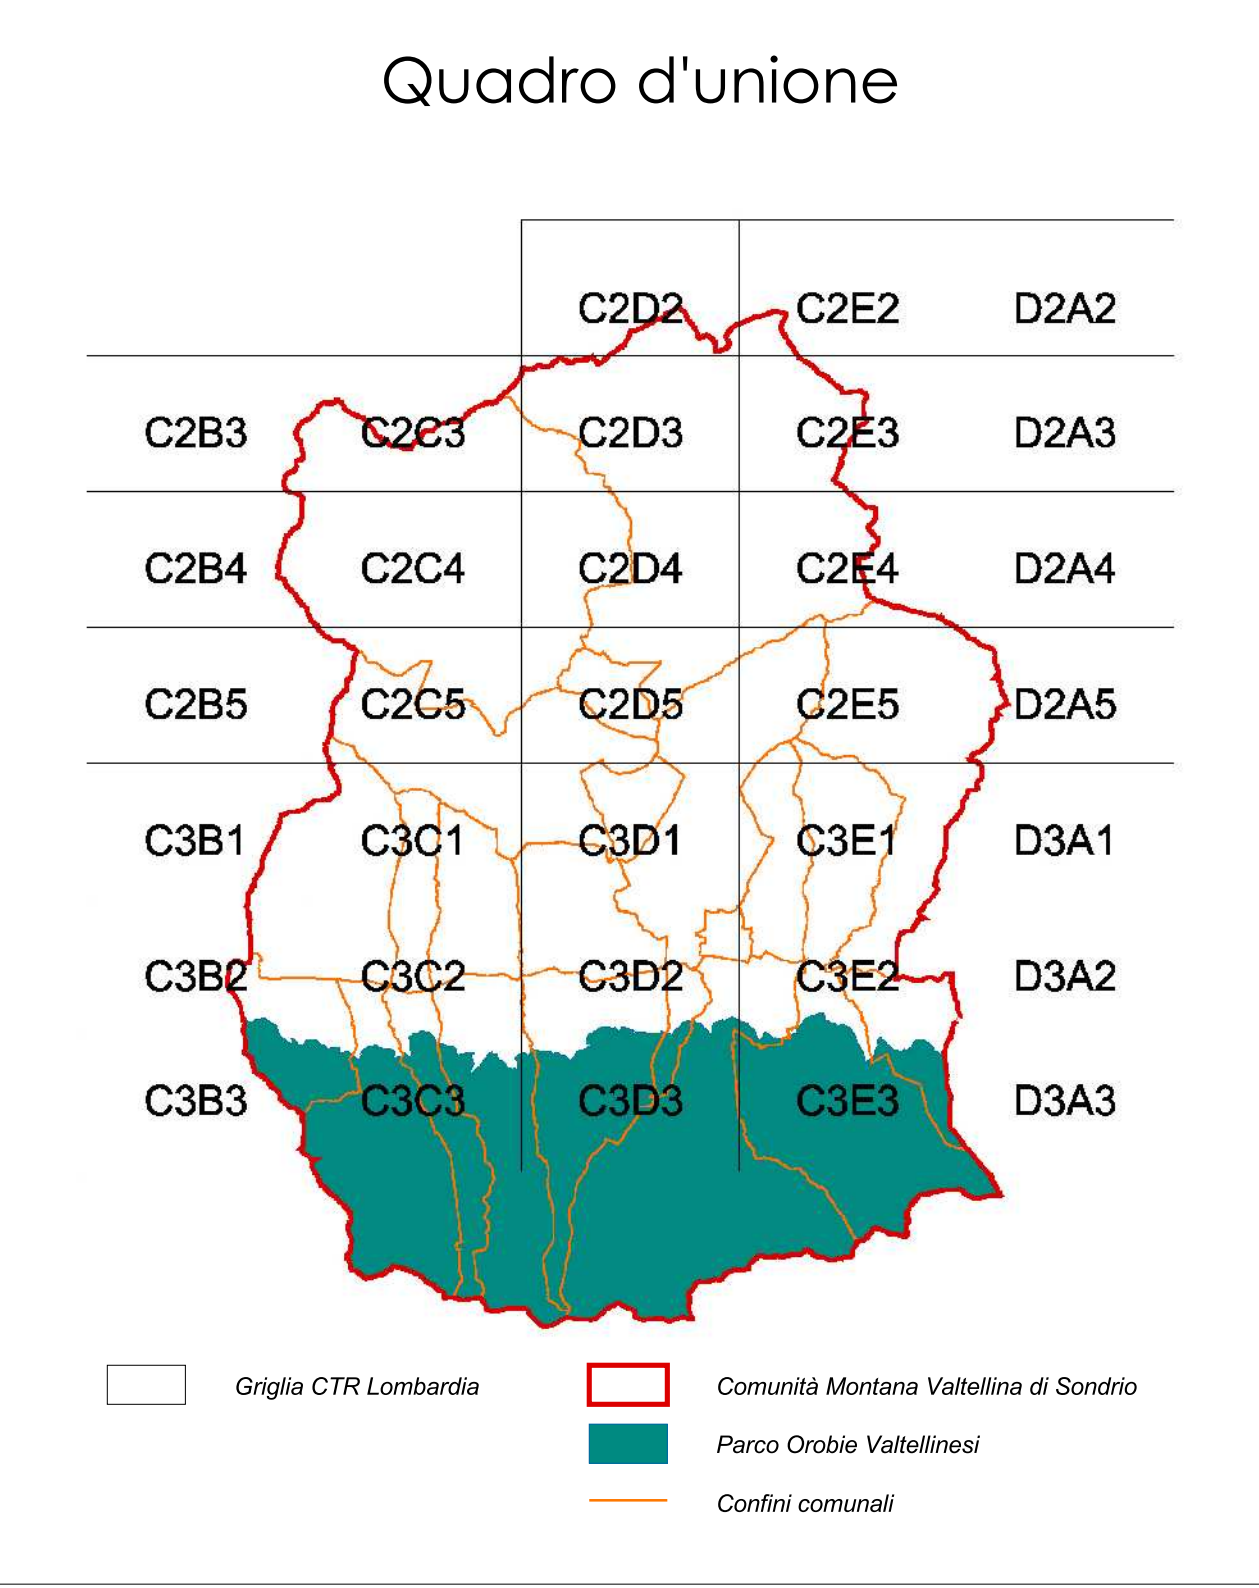 Quadro d'unione
C2D2 C2E2 D2A2
C2B3 C2C3 C2D3 C2E3 D2A3
C2B4 C2C4 C2D4 C2E4 D2A4
C2B5 C2C5 C2D5 C2E5 D2A5
C3B1 C3C1 C3D1 C3E1 D3A1
C3B2 C3C2 C3D2 C3E2 D3A2
C3B3 C3C3 C3D3 C3E3 D3A3
Griglia CTR Lombardia
Comunità Montana Valtellina di Sondrio
Parco Orobie Valtellinesi
Confini comunali